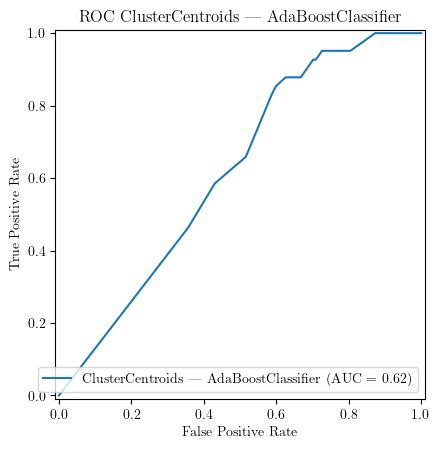 ROC ClusterCentroids — AdaBoostClassifier
1.0
0.8
0.6
0.4
0.2
0.0
True Positive Rate
ClusterCentroids — AdaBoostClassifier (AUC = 0.62)
0.0 0.2 0.4 0.6 0.8 1.0
False Positive Rate